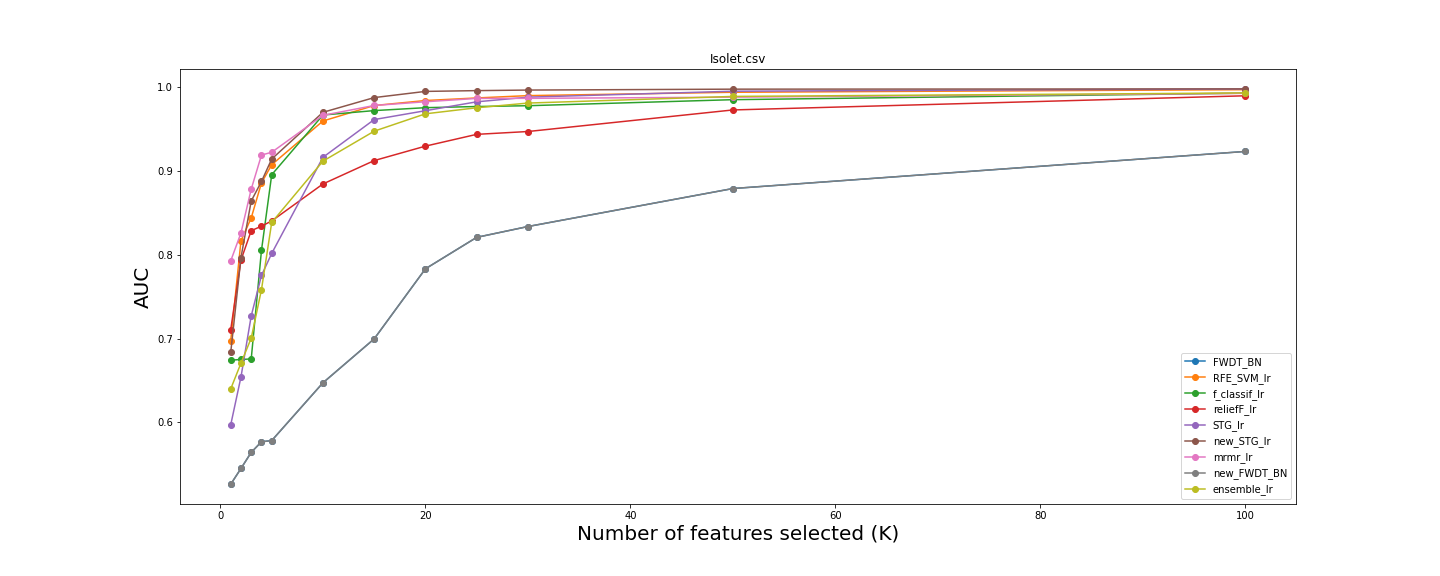 Isolet.csv
1.0
0.9
0.8
0.7
0.6
AUC
0
20
40
60
80
100
Number of features selected (K)
FWDT_BN
RFE_SVM_lr
f_classif_lr
reliefF_lr
STG_lr
new_STG_lr
mrmr_lr
new_FWDT_BN
ensemble_lr